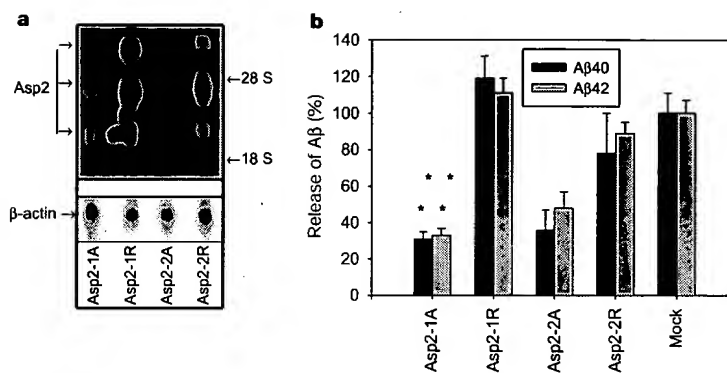 a
Asp2
←28 S
←18 S
β-actin→
Asp2-1A
Asp2-1R
Asp2-2A
Asp2-2R
b
Release of Aβ (%)
140
120
100
80
60
40
20
0
Aβ40
Aβ42
* *
* *
Asp2-1A
Asp2-1R
Asp2-2A
Asp2-2R
Mock